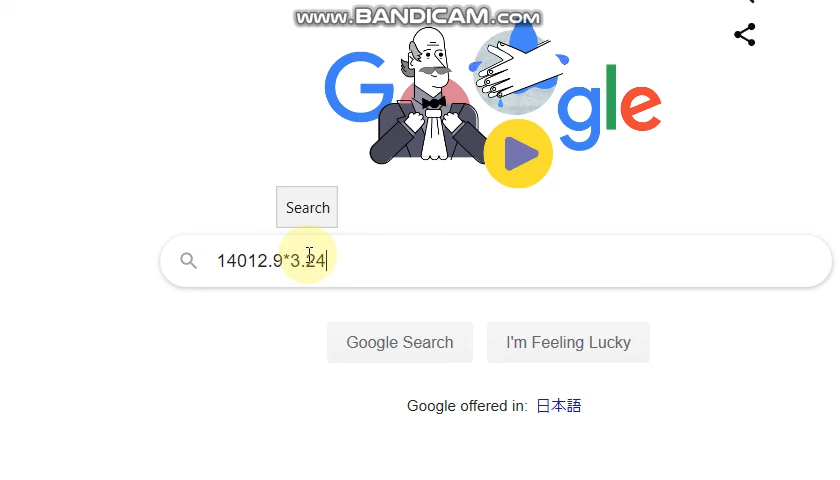 www.BANDICAM.com
Google
Search
14012.9*3.24
Google Search
I'm Feeling Lucky
Google offered in: 日本語